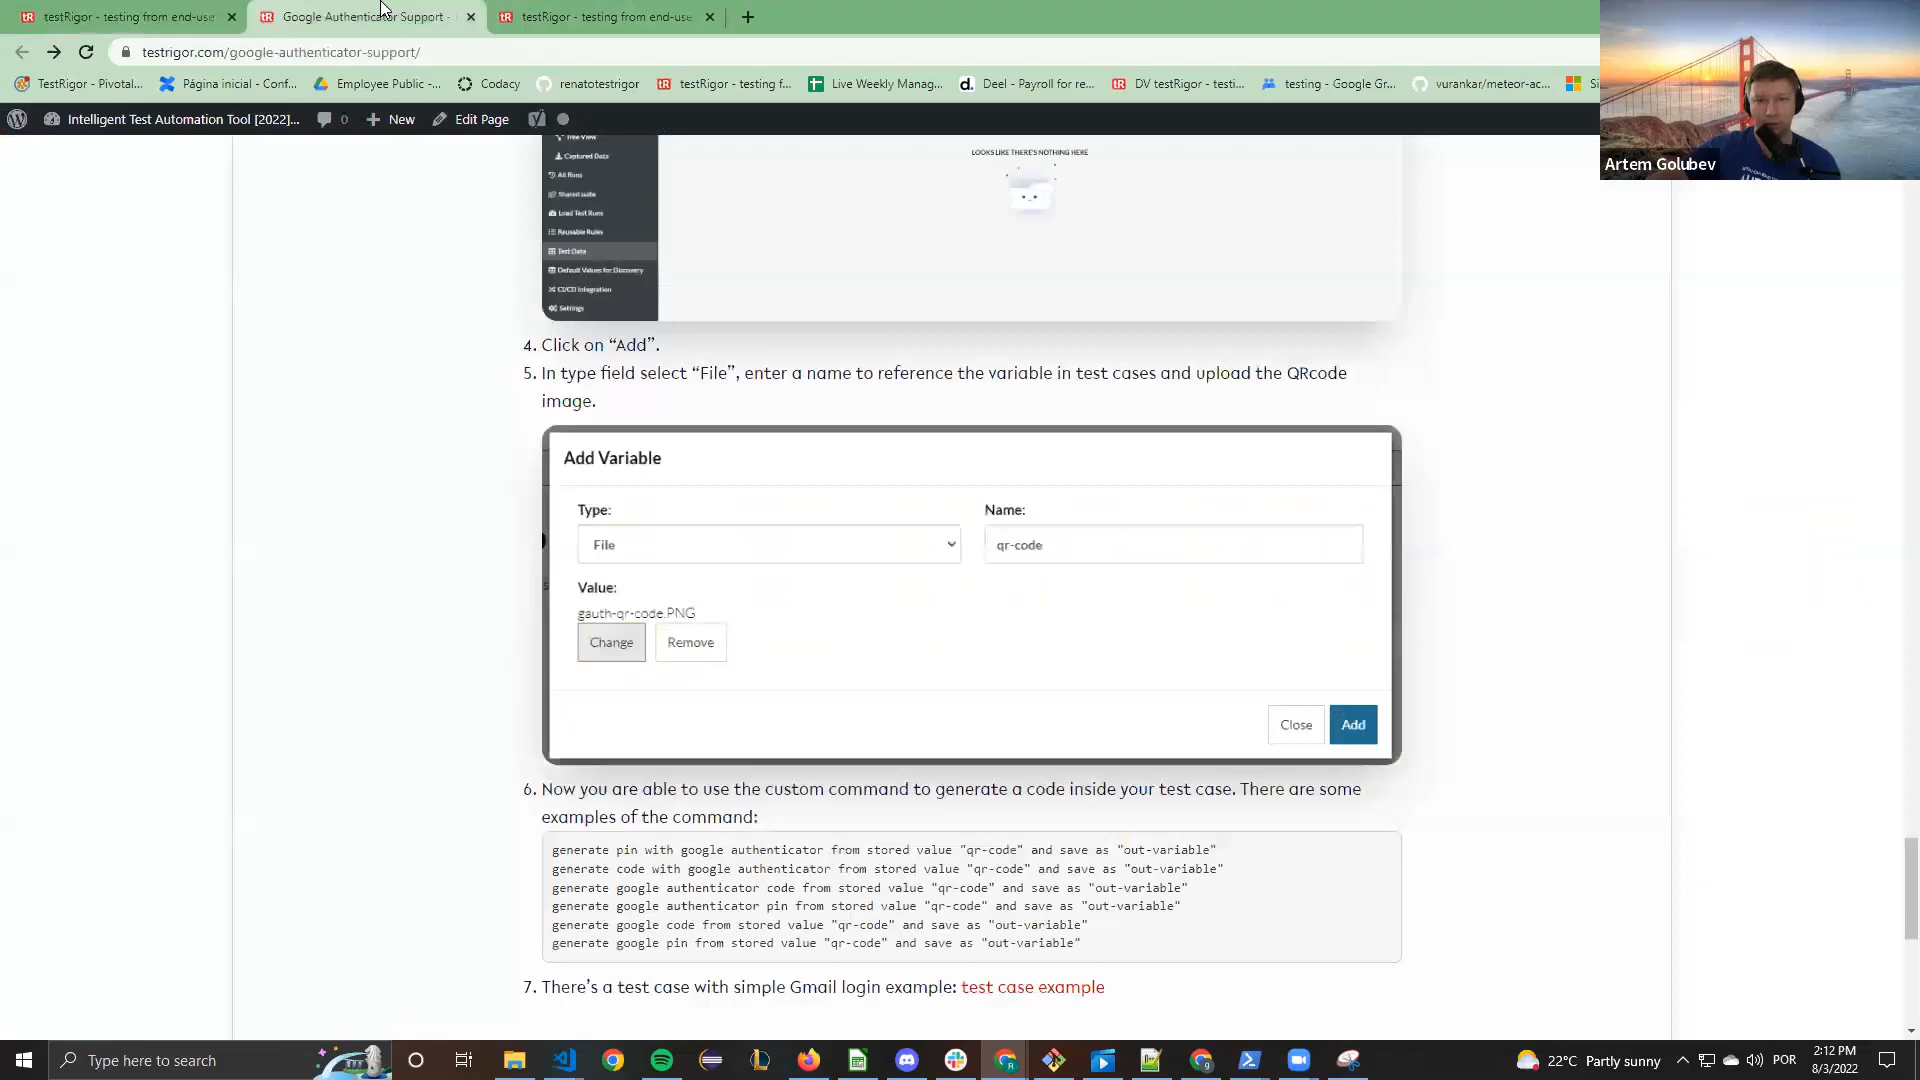 testRigor - testing from end-use
Google Authenticator Support -
testRigor - testing from end-use
testrigor.com/google-authenticator-support/
TestRigor - Pivotal...
Página inicial - Conf...
Employee Public -...
Codacy
renatotestrigor
testRigor - testing f...
Live Weekly Manag...
Deel - Payroll for re...
DV testRigor - testi...
testing - Google Gr...
vurankar/meteor-ac...
Si
Intelligent Test Automation Tool [2022]...
0
New
Edit Page
Artem Golubev
Tree View
Captured Data
All Runs
Shared suite
Load Test Runs
Reusable Rules
Test Data
Default Values for Discovery
CI/CD Integration
Settings
LOOKS LIKE THERE'S NOTHING HERE
4. Click on “Add”.
5. In type field select “File”, enter a name to reference the variable in test cases and upload the QRcode
image.
Add Variable
Type:
Name:
File
qr-code
Value:
gauth-qr-code.PNG
Change
Remove
Close
Add
6. Now you are able to use the custom command to generate a code inside your test case. There are some
examples of the command:
generate pin with google authenticator from stored value "qr-code" and save as "out-variable"
generate code with google authenticator from stored value "qr-code" and save as "out-variable"
generate google authenticator code from stored value "qr-code" and save as "out-variable"
generate google authenticator pin from stored value "qr-code" and save as "out-variable"
generate google code from stored value "qr-code" and save as "out-variable"
generate google pin from stored value "qr-code" and save as "out-variable"
7. There’s a test case with simple Gmail login example: test case example
Type here to search
22°C Partly sunny
POR
2:12 PM
8/3/2022